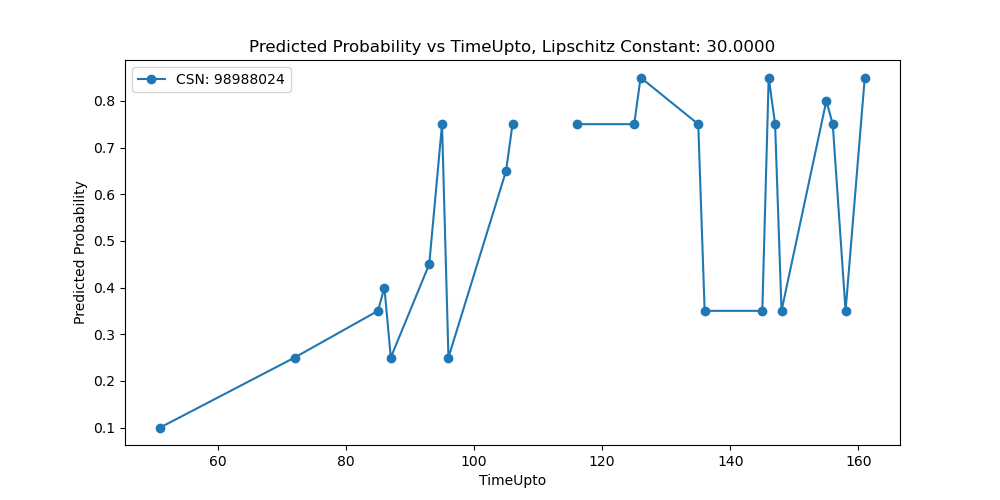 Predicted Probability vs TimeUpto, Lipschitz Constant: 30.0000
CSN: 98988024
Predicted Probability
0.8
0.7
0.6
0.5
0.4
0.3
0.2
0.1
60 80 100 120 140 160
TimeUpto